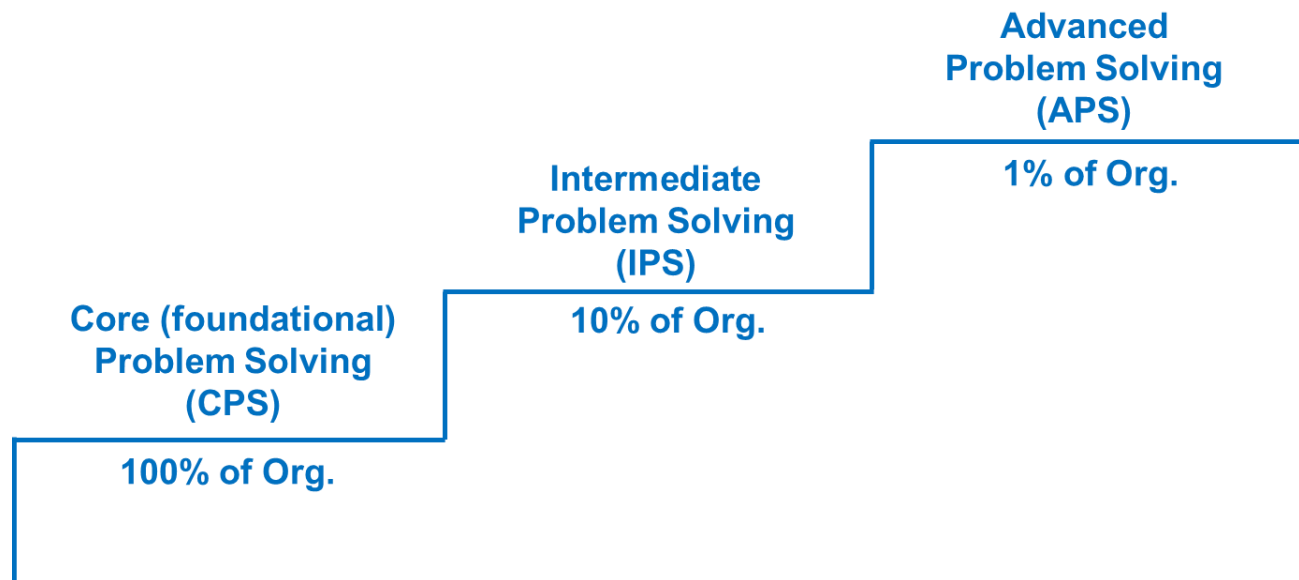 Core (foundational)
Problem Solving
(CPS)
100% of Org.
Intermediate
Problem Solving
(IPS)
10% of Org.
Advanced
Problem Solving
(APS)
1% of Org.